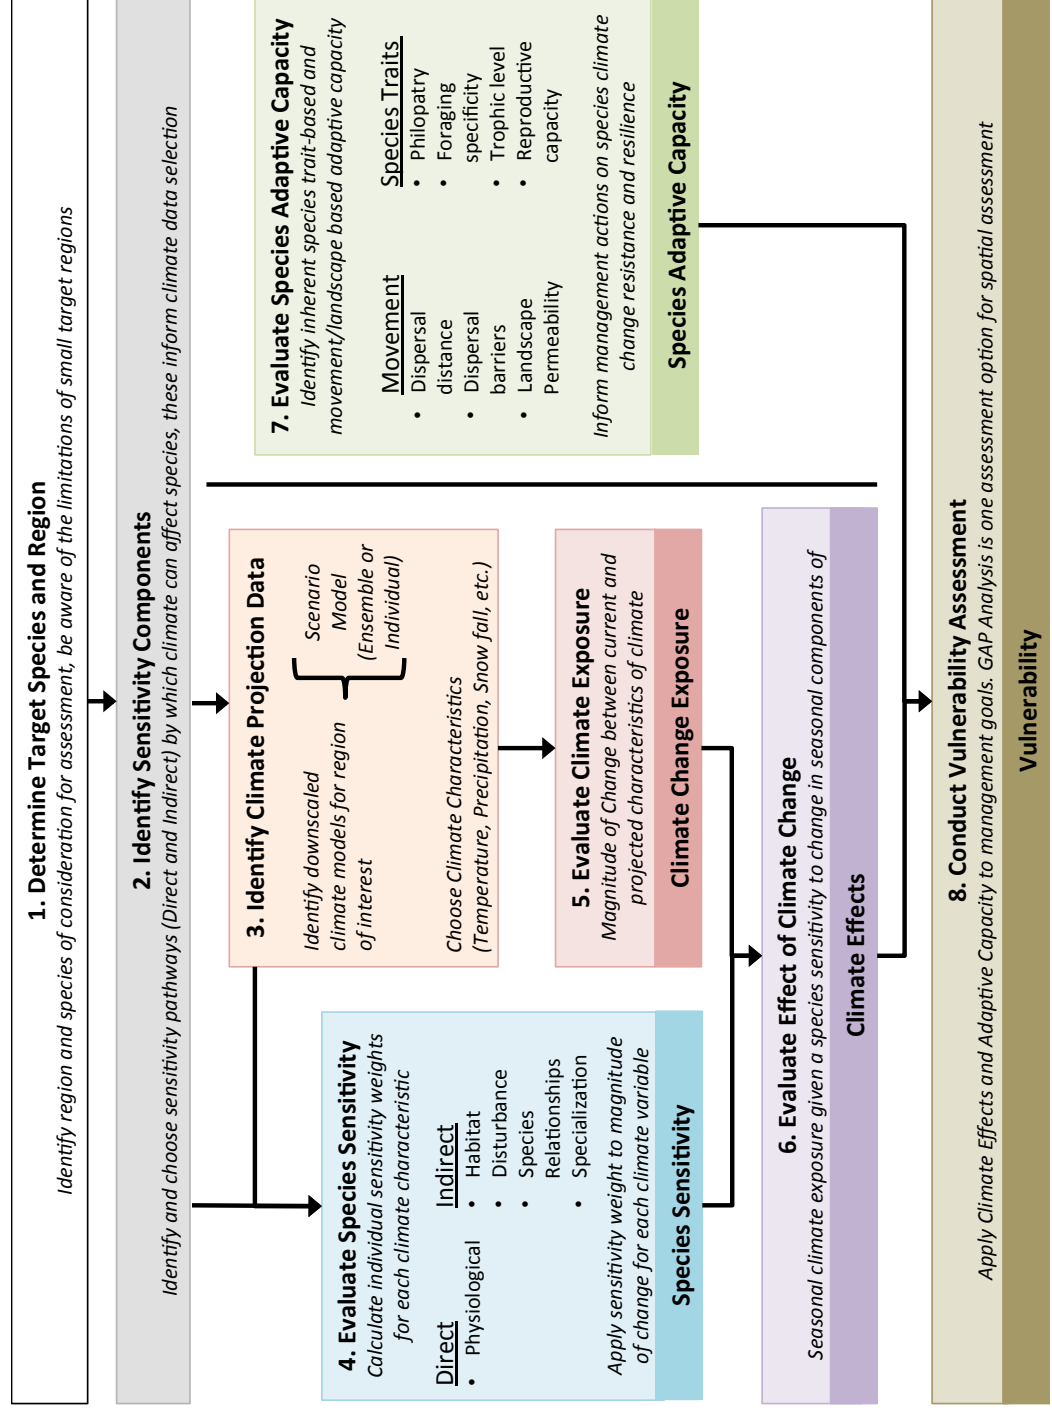 1. Determine Target Species and Region
Identify region and species of consideration for assessment, be aware of the limitations of small target regions
2. Identify Sensitivity Components
Identify and choose sensitivity pathways (Direct and Indirect) by which climate can affect species, these inform climate data selection
3. Identify Climate Projection Data
Identify downscaled
climate models for region
of interest
Scenario
Model
(Ensemble or
Individual)
Choose Climate Characteristics
(Temperature, Precipitation, Snow fall, etc.)
4. Evaluate Species Sensitivity
Calculate individual sensitivity weights
for each climate characteristic
Direct
• Physiological
Indirect
• Habitat
• Disturbance
• Species
Relationships
• Specialization
Apply sensitivity weight to magnitude
of change for each climate variable
Species Sensitivity
5. Evaluate Climate Exposure
Magnitude of Change between current and
projected characteristics of climate
Climate Change Exposure
6. Evaluate Effect of Climate Change
Seasonal climate exposure given a species sensitivity to change in seasonal components of
Climate Effects
7. Evaluate Species Adaptive Capacity
Identify inherent species trait-based and
movement/landscape based adaptive capacity
Movement
• Dispersal
distance
• Dispersal
barriers
• Landscape
Permeability
Species Traits
• Philopatry
• Foraging
specificity
• Trophic level
• Reproductive
capacity
Inform management actions on species climate
change resistance and resilience
Species Adaptive Capacity
8. Conduct Vulnerability Assessment
Apply Climate Effects and Adaptive Capacity to management goals. GAP Analysis is one assessment option for spatial assessment
Vulnerability